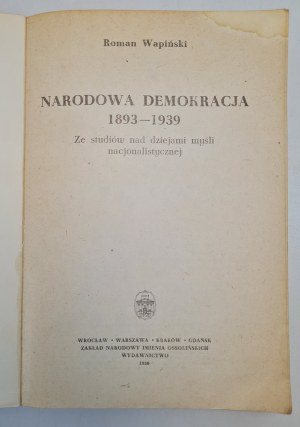 Roman Wapiński
NARODOWA DEMOKRACJA
1893—1939
Ze studiów nad dziejami myśli
nacjonalistycznej
WROCŁAW • WARSZAWA • KRAKÓW • GDAŃSK
ZAKŁAD NARODOWY IMIENIA OSSOLIŃSKICH
WYDAWNICTWO
1980